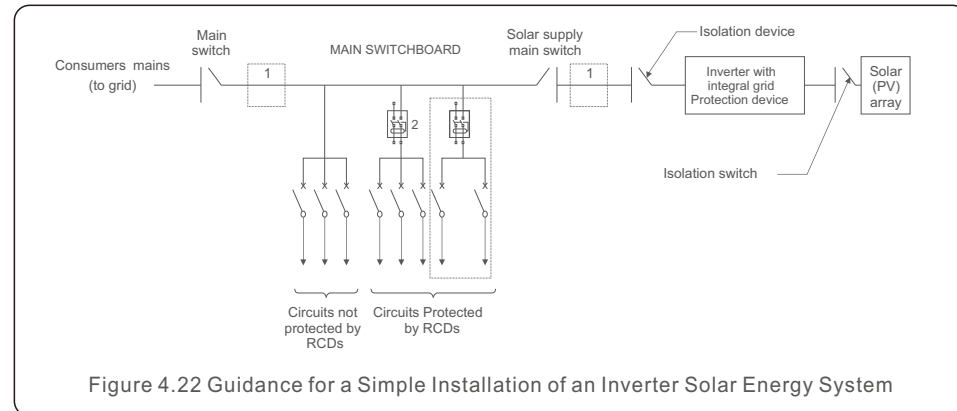 Main
switch
MAIN SWITCHBOARD
Solar supply
main switch
Isolation device
Consumers mains
(to grid)
1
1
Inverter with
integral grid
Protection device
Solar
(PV)
array
2
Isolation switch
Circuits not
protected by
RCDs
Circuits Protected
by RCDs
Figure 4.22 Guidance for a Simple Installation of an Inverter Solar Energy System